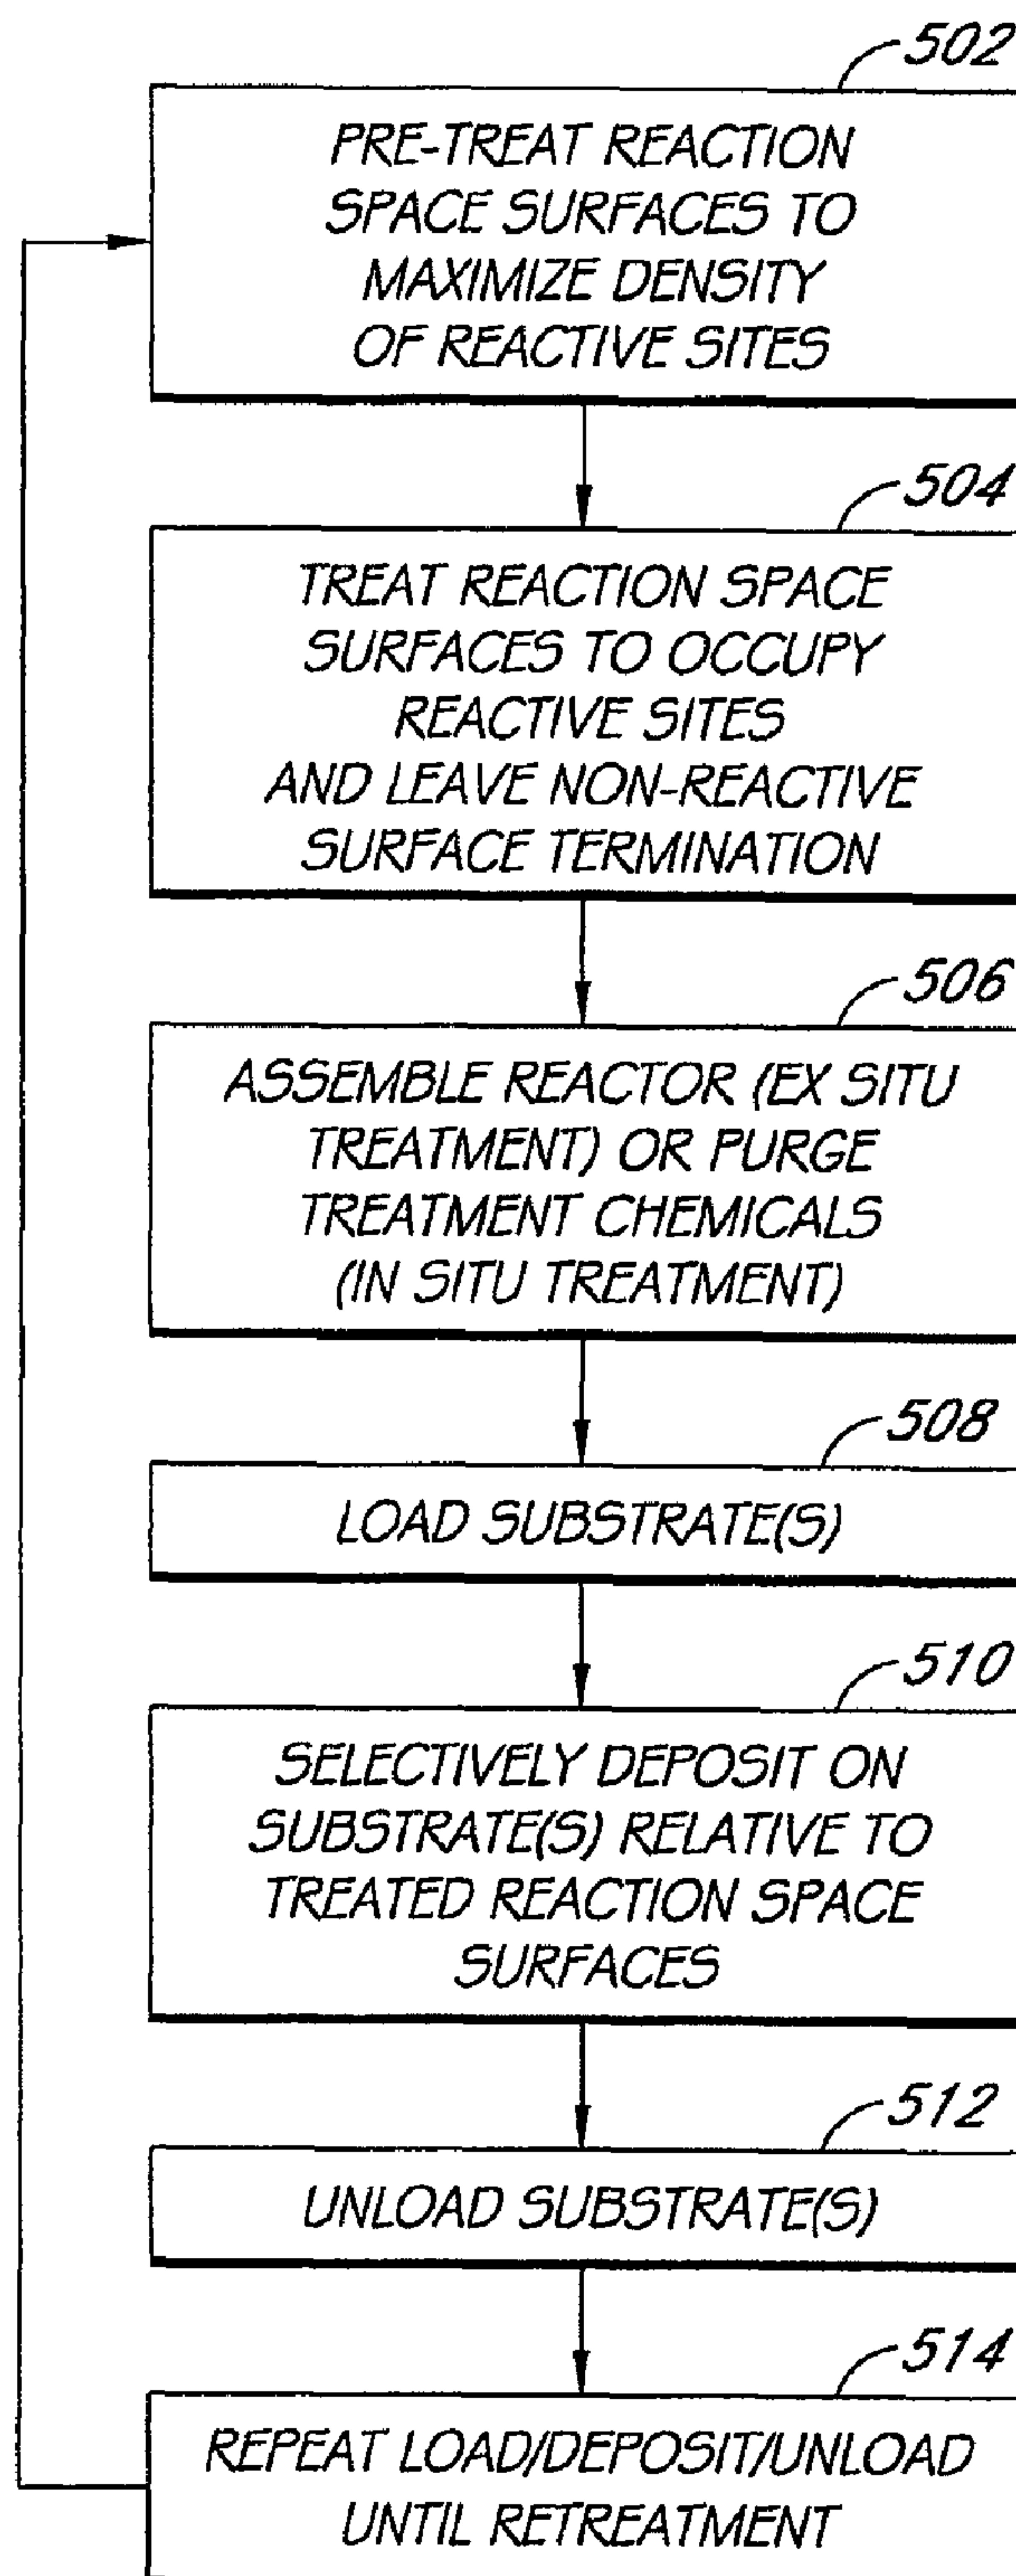 502
PRE-TREAT REACTION
SPACE SURFACES TO
MAXIMIZE DENSITY
OF REACTIVE SITES
504
TREAT REACTION SPACE
SURFACES TO OCCUPY
REACTIVE SITES
AND LEAVE NON-REACTIVE
SURFACE TERMINATION
506
ASSEMBLE REACTOR (EX SITU
TREATMENT) OR PURGE
TREATMENT CHEMICALS
(IN SITU TREATMENT)
508
LOAD SUBSTRATE(S)
510
SELECTIVELY DEPOSIT ON
SUBSTRATE(S) RELATIVE TO
TREATED REACTION SPACE
SURFACES
512
UNLOAD SUBSTRATE(S)
514
REPEAT LOAD/DEPOSIT/UNLOAD
UNTIL RETREATMENT